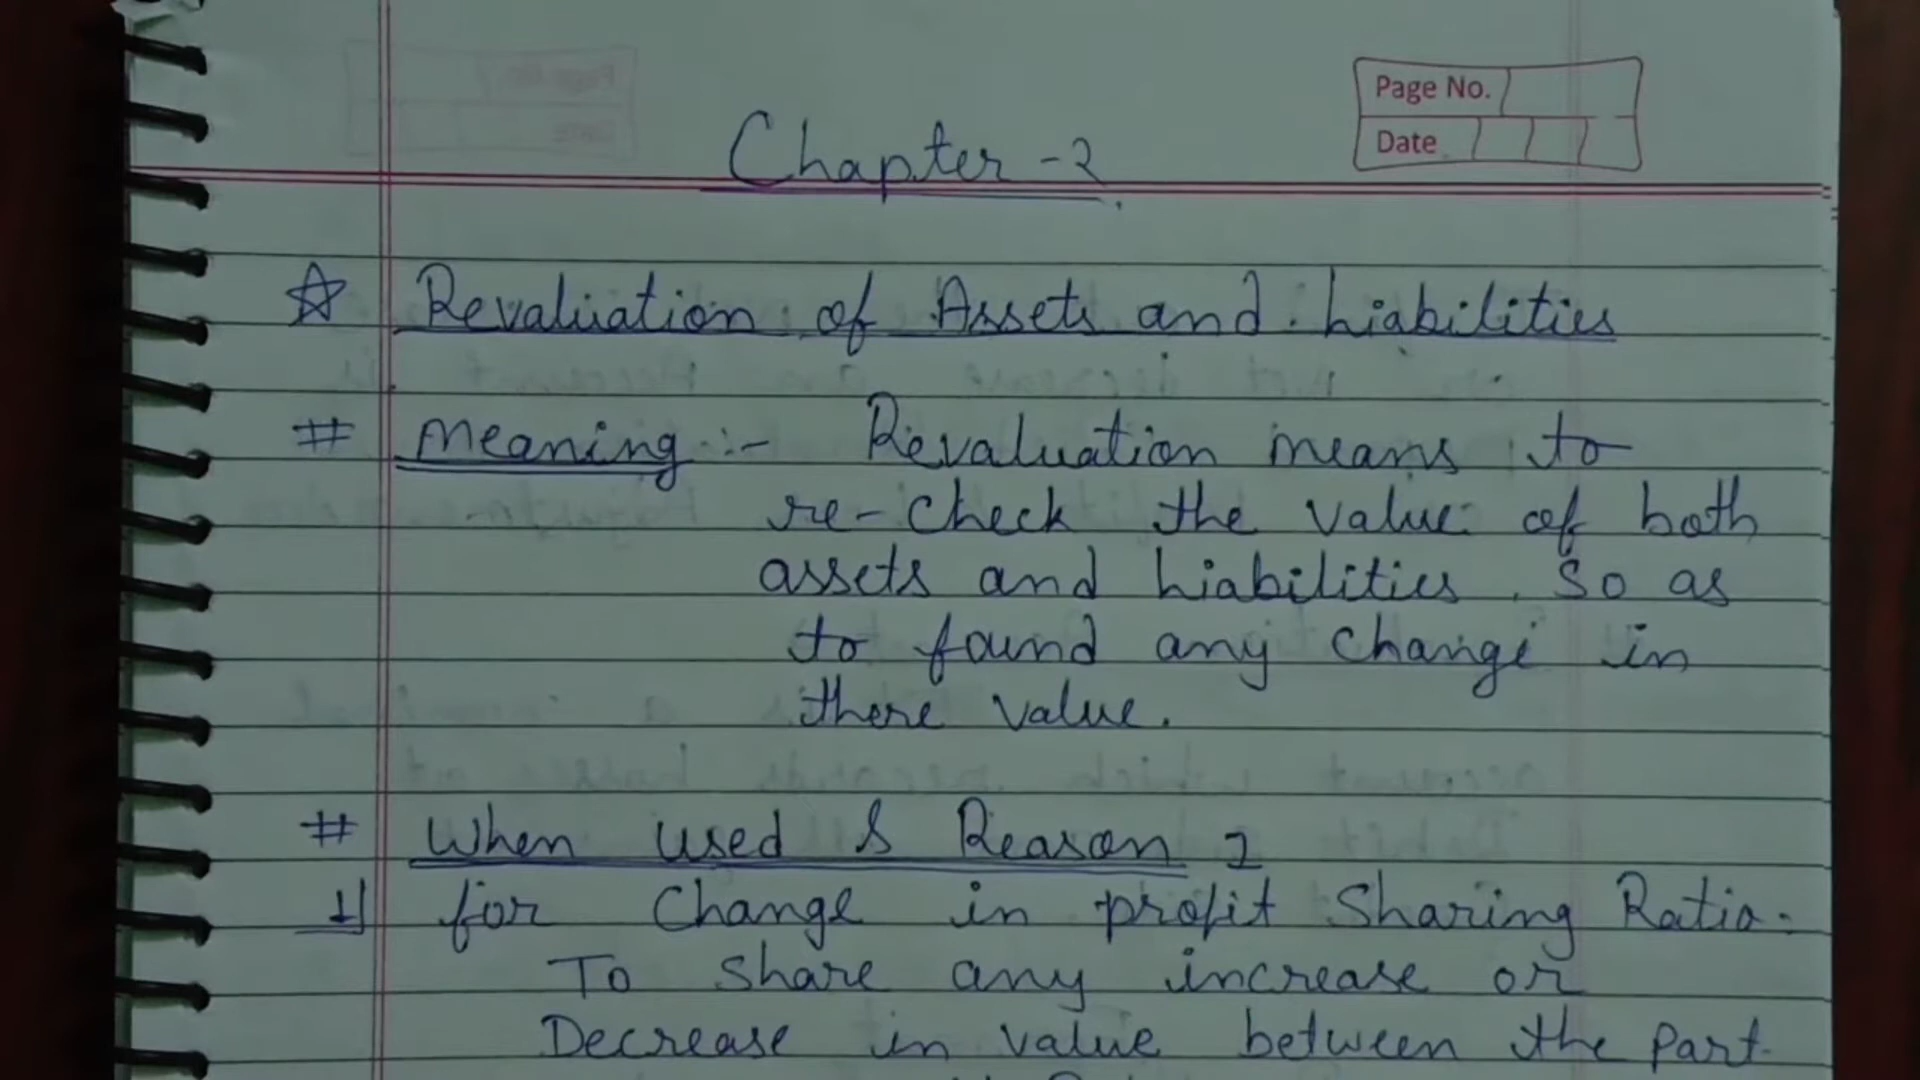 Page No.
Date
Chapter -2
☆ Revaluation of Assets and Liabilities
# Meaning :- Revaluation means to
re-check the value of both
assets and Liabilities. So as
to found any change in
there value.
# When used & Reason
1) for change in profit sharing Ratio.
To share any increase or
Decrease in value between the part